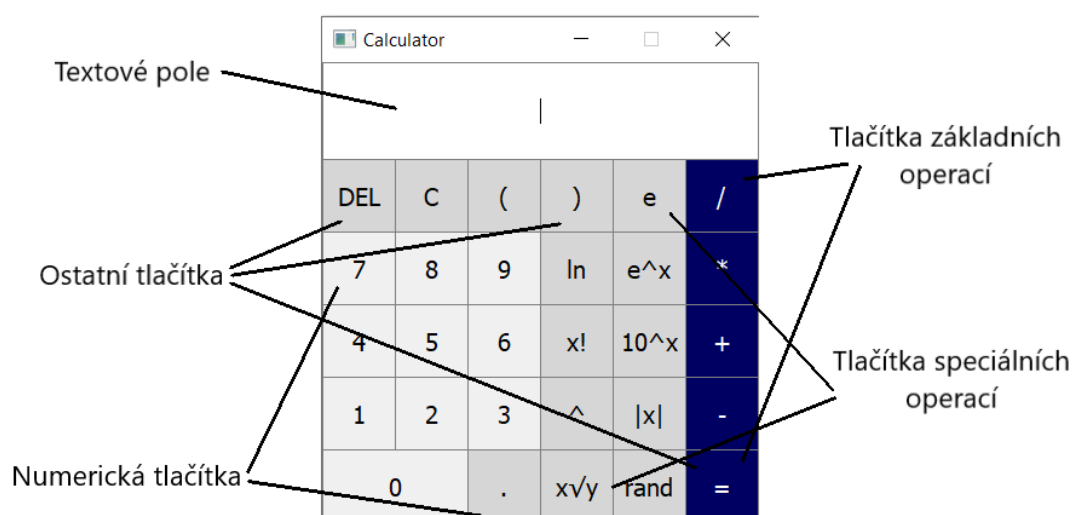 Calculator
Textové pole
Tlačítka základních
operací
DEL C ( ) e /
Ostatní tlačítka
7 8 9 ln e^x *
4 5 6 x! 10^x +
Tlačítka speciálních
operací
1 2 3 ^ |x| -
Numerická tlačítka
0 . x√y rand =